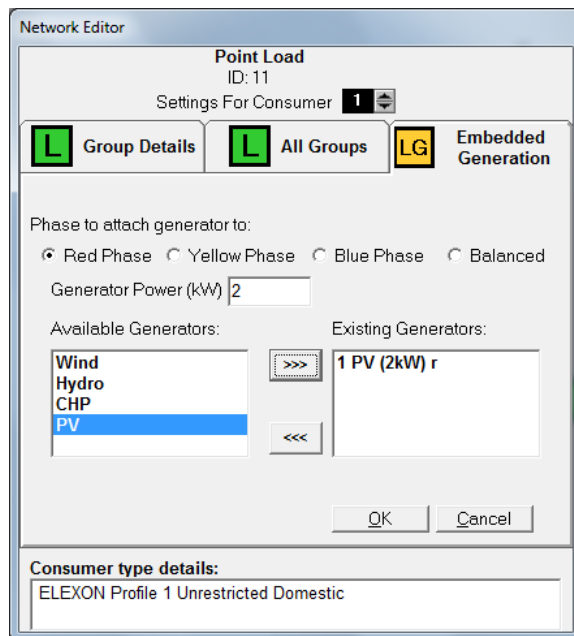 Network Editor
Point Load
ID: 11
Settings For Consumer 1
L Group Details L All Groups LG Embedded Generation
Phase to attach generator to:
Red Phase Yellow Phase Blue Phase Balanced
Generator Power (kW) 2
Available Generators: Existing Generators:
Wind >>> 1 PV (2kW) r
Hydro
CHP
PV
<<<
OK Cancel
Consumer type details:
ELEXON Profile 1 Unrestricted Domestic